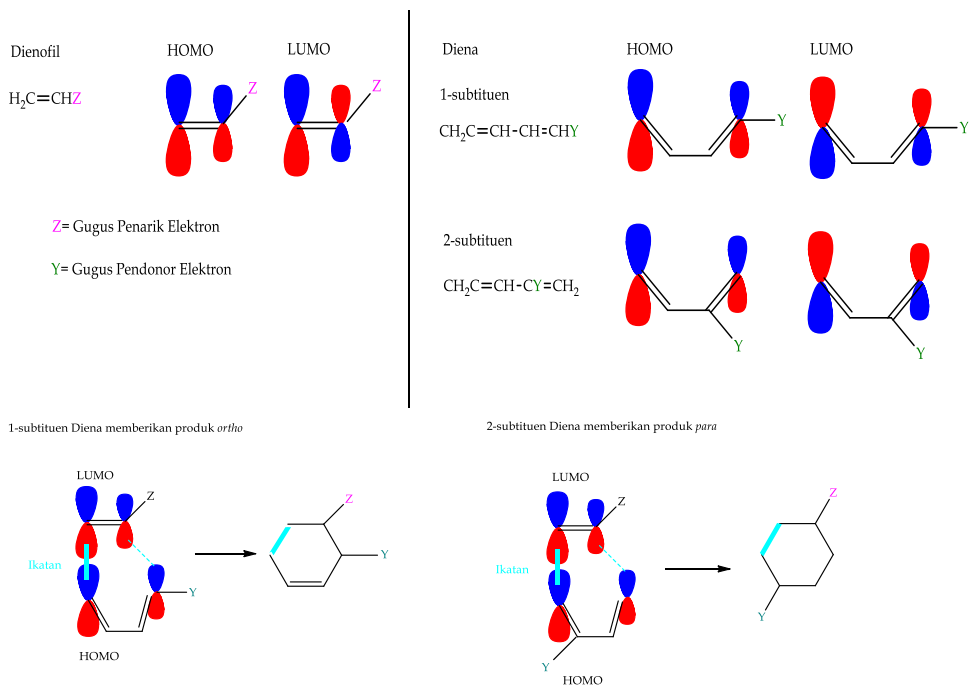 Dienofil
HOMO
LUMO
H2C=CHZ
Z
Z
Z= Gugus Penarik Elektron
Y= Gugus Pendonor Elektron
Diena
HOMO
LUMO
1-subtituen
CH2C=CH-CH=CHY
Y
Y
2-subtituen
CH2C=CH-CY=CH2
Y
Y
1-subtituen Diena memberikan produk ortho
LUMO
Z
Ikatan
Y
HOMO
Z
Y
2-subtituen Diena memberikan produk para
LUMO
Z
Ikatan
Y
HOMO
Z
Y